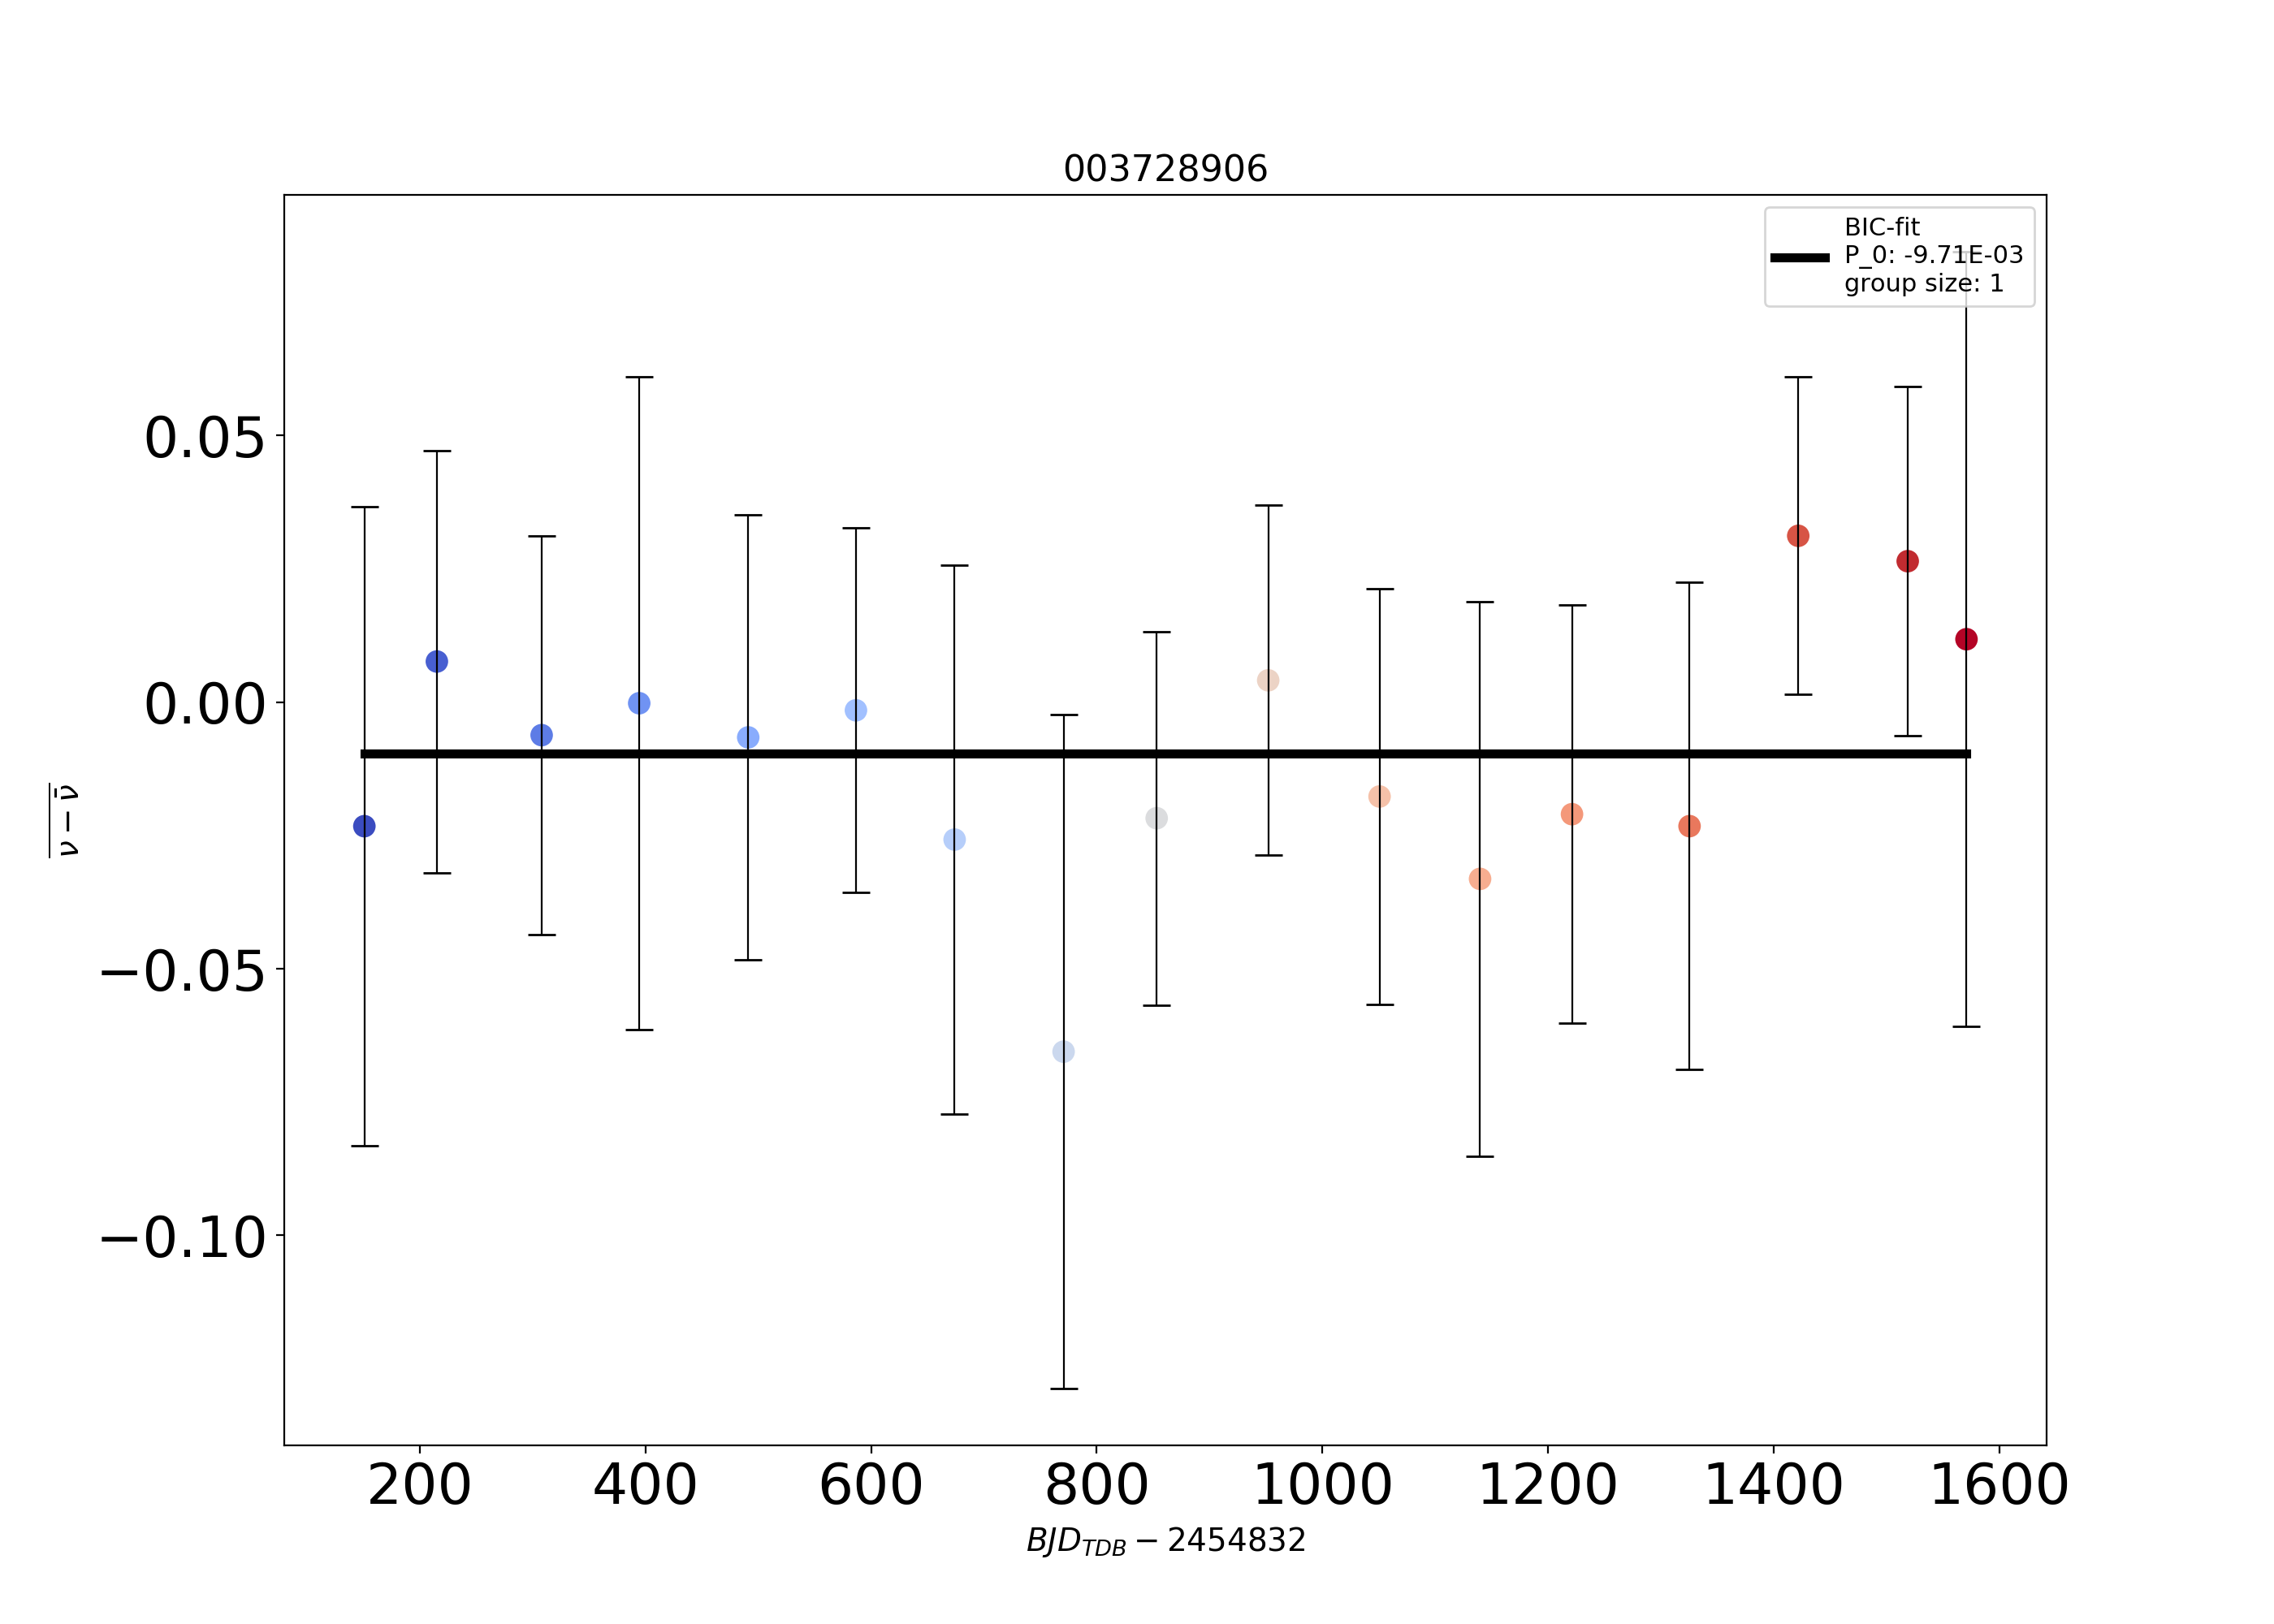 003728906
BIC-fit
P_0: -9.71E-03
group size: 1
0.05
0.00
−0.05
−0.10
ν − ν̄
200 400 600 800 1000 1200 1400 1600
BJD_TDB − 2454832